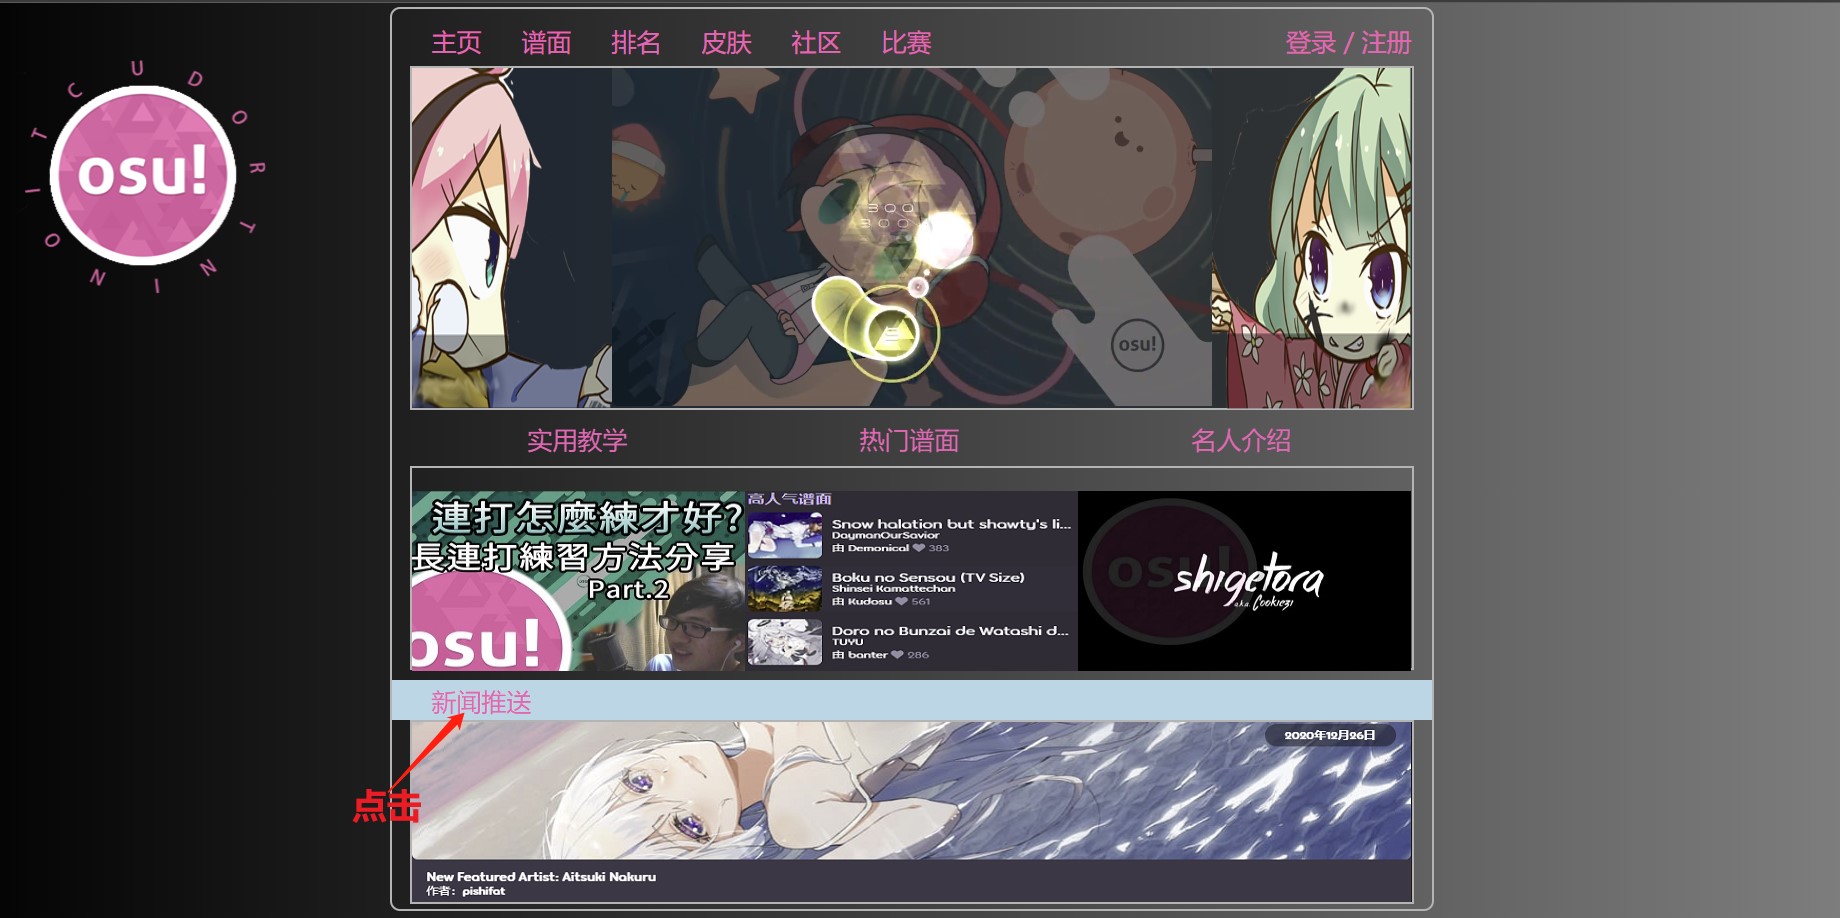 主页 谱面 排名 皮肤 社区 比赛 登录 / 注册
OSU INTRODUCTION
osu!
300
300
osu!
实用教学 热门谱面 名人介绍
連打怎麼練才好?
長連打練習方法分享
Part.2
osu!
高人气谱面
Snow halation but shawty's li...
DaymanOurSavior
由 Demonical 383
Boku no Sensou (TV Size)
Shinsei Kamattechan
由 Kudosu 561
Doro no Bunzai de Watashi d...
TUYU
由 banter 286
osu!
shigetora
a.k.a. Cookiezi
新闻推送
点击
2020年12月26日
New Featured Artist: Aitsuki Nakuru
作者：pishifat